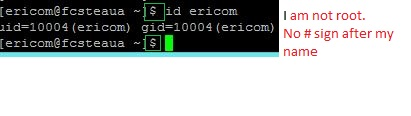 [ericom@fcsteaua ~]$ id ericom
uid=10004(ericom) gid=10004(ericom)
[ericom@fcsteaua ~]$
I am not root.
No # sign after my
name